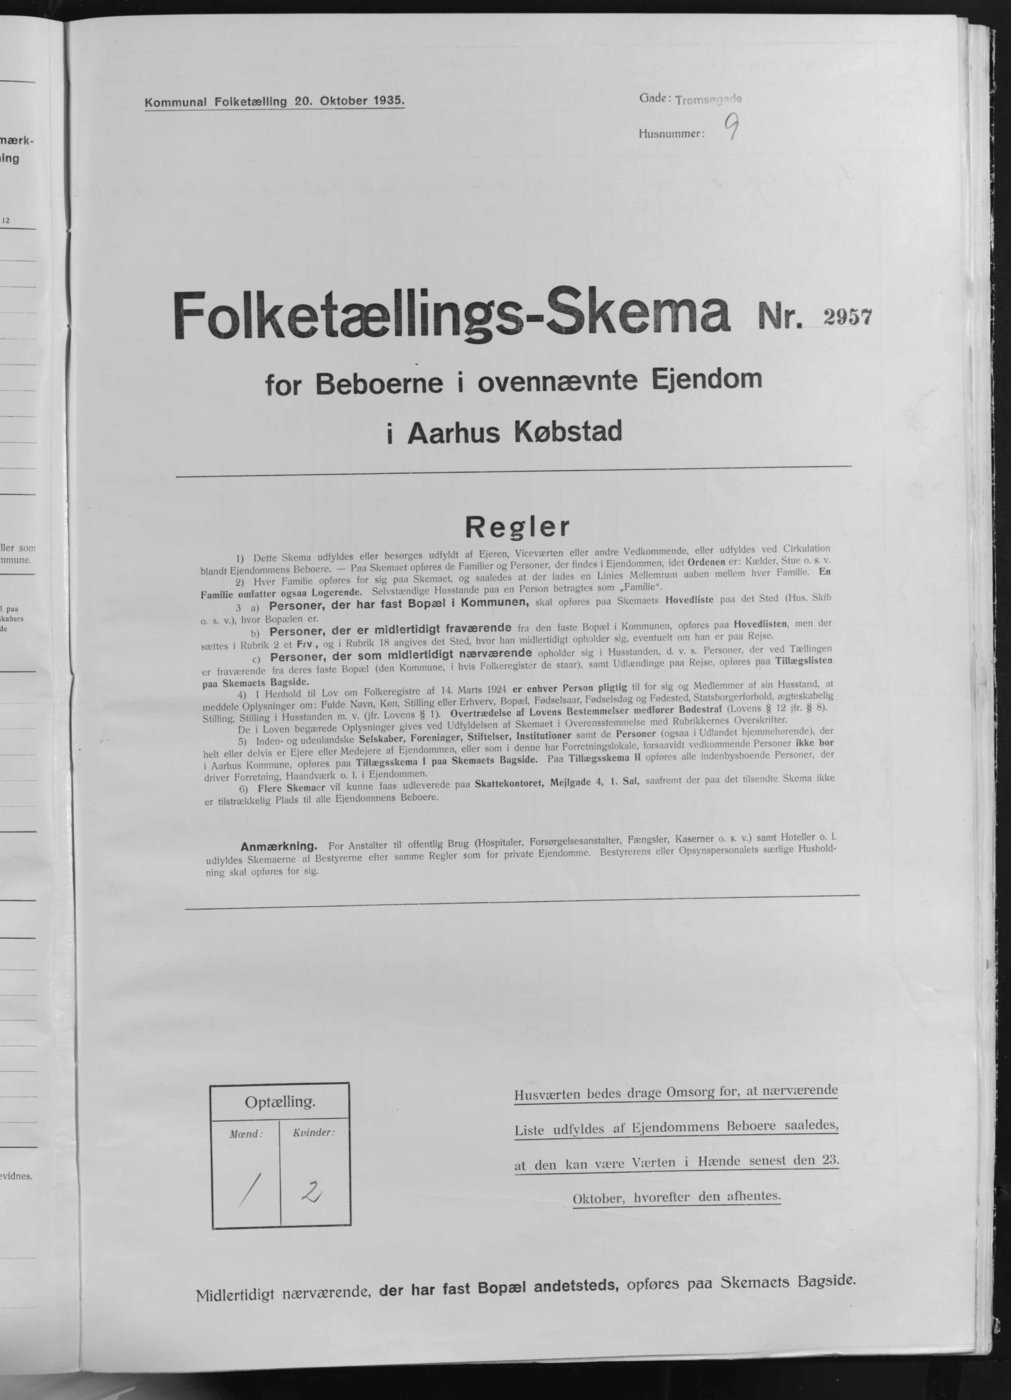 Kommunal Folketælling 20. Oktober 1935.
Gade: Tromsøgade
Husnummer: 9
Folketællings-Skema Nr. 2957
for Beboerne i ovennævnte Ejendom
i Aarhus Købstad
Regler
1) Dette Skema udfyldes eller besørges udfyldt af Ejeren, Viceværten eller andre Vedkommende, eller udfyldes ved Cirkulation
blandt Ejendommens Beboere. — Paa Skemaet opføres de Familier og Personer, der findes i Ejendommen, idet Ordenen er: Kælder, Stue o. s. v.
2) Hver Familie opføres for sig paa Skemaet, og saaledes at der lades en Linies Mellemrum aaben mellem hver Familie. En
Familie omfatter ogsaa Logerende. Selvstændige Husstande paa en Person betragtes som „Familie“.
3 a) Personer, der har fast Bopæl i Kommunen, skal opføres paa Skemaets Hovedliste paa det Sted (Hus, Skib
o. s. v.), hvor Bopælen er.
b) Personer, der er midlertidigt fraværende fra den faste Bopæl i Kommunen, opføres paa Hovedlisten, men der
sættes i Rubrik 2 et Frv, og i Rubrik 18 angives det Sted, hvor han midlertidigt opholder sig, eventuelt om han er paa Rejse.
c) Personer, der som midlertidigt nærværende opholder sig i Husstanden, d. v. s. Personer, der ved Tællingen
er fraværende fra deres faste Bopæl (den Kommune, i hvis Folkeregister de staar), samt Udlændinge paa Rejse, opføres paa Tillægslisten
paa Skemaets Bagside.
4) I Henhold til Lov om Folkeregistre af 14. Marts 1924 er enhver Person pligtig til for sig og Medlemmer af sin Husstand, at
meddele Oplysninger om: Fulde Navn, Køn, Stilling eller Erhverv, Bopæl, Fødselsaar, Fødselsdag og Fødested, Statsborgerforhold, ægteskabelig
Stilling, Stilling i Husstanden m. v. (jfr. Lovens § 1). Overtrædelse af Lovens Bestemmelser medfører Bødestraf (Lovens § 12 jfr. § 8).
De i Loven begærede Oplysninger gives ved Udfyldelsen af Skemaet i Overensstemmelse med Rubrikkernes Overskrifter.
5) Inden- og udenlandske Selskaber, Foreninger, Stiftelser, Institutioner samt de Personer (ogsaa i Udlandet hjemmehørende), der
helt eller delvis er Ejere eller Medejere af Ejendommen, eller som i denne har Forretningslokale, forsaavidt vedkommende Personer ikke bor
i Aarhus Kommune, opføres paa Tillægsskema I paa Skemaets Bagside. Paa Tillægsskema II opføres alle indenbysboende Personer, der
driver Forretning, Haandværk o. l. i Ejendommen.
6) Flere Skemaer vil kunne faas udleverede paa Skattekontoret, Mejlgade 4, 1. Sal, saafremt der paa det tilsendte Skema ikke
er tilstrækkelig Plads til alle Ejendommens Beboere.
Anmærkning. For Anstalter til offentlig Brug (Hospitaler, Forsørgelsesanstalter, Fængsler, Kaserner o. s. v.) samt Hoteller o. l.
udfyldes Skemaerne af Bestyrerne efter samme Regler som for private Ejendomme. Bestyrerens eller Opsynspersonalets særlige Hushold-
ning skal opføres for sig.
Optælling.
Mænd: Kvinder:
1 2
Husværten bedes drage Omsorg for, at nærværende
Liste udfyldes af Ejendommens Beboere saaledes,
at den kan være Værten i Hænde senest den 23.
Oktober, hvorefter den afhentes.
Midlertidigt nærværende, der har fast Bopæl andetsteds, opføres paa Skemaets Bagside.